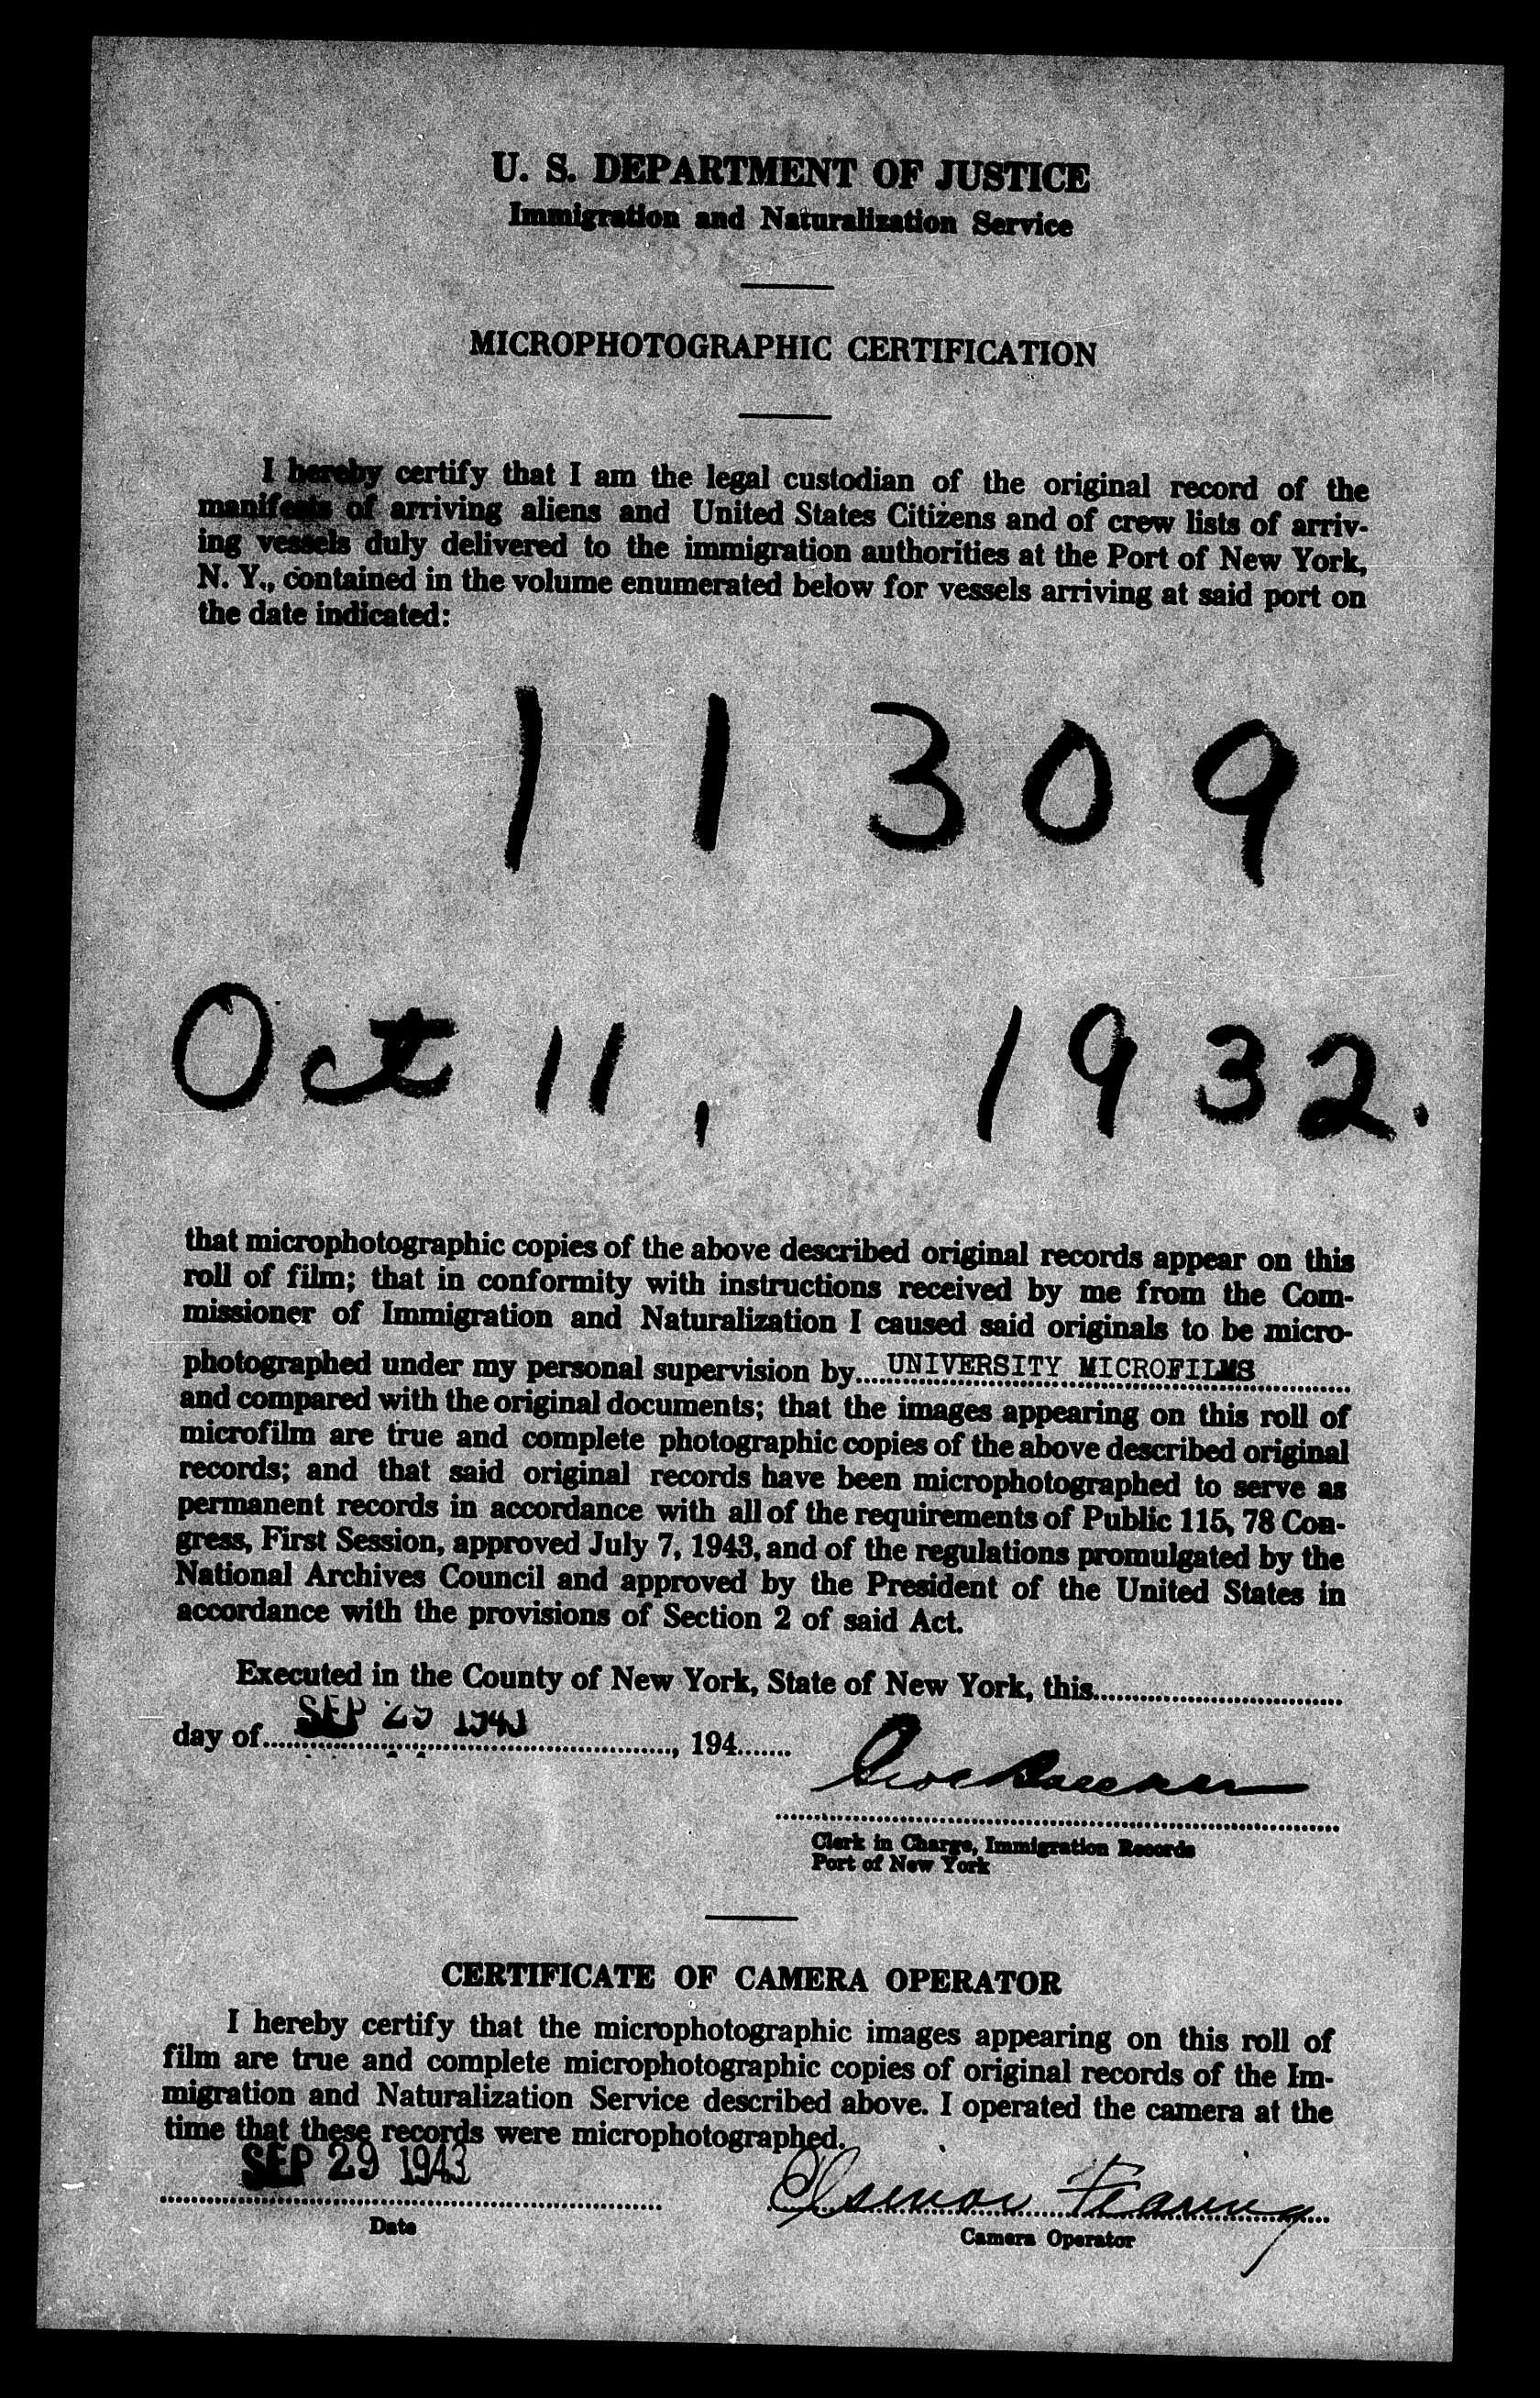 U. S. DEPARTMENT OF JUSTICE
Immigration and Naturalization Service
MICROPHOTOGRAPHIC CERTIFICATION
I hereby certify that I am the legal custodian of the original record of the
manifests of arriving aliens and United States Citizens and of crew lists of arriv-
ing vessels duly delivered to the immigration authorities at the Port of New York,
N. Y., contained in the volume enumerated below for vessels arriving at said port on
the date indicated:
11309
Oct 11, 1932.
that microphotographic copies of the above described original records appear on this
roll of film; that in conformity with instructions received by me from the Com-
missioner of Immigration and Naturalization I caused said originals to be micro-
photographed under my personal supervision by UNIVERSITY MICROFILMS
and compared with the original documents; that the images appearing on this roll of
microfilm are true and complete photographic copies of the above described original
records; and that said original records have been microphotographed to serve as
permanent records in accordance with all of the requirements of Public 115, 78 Con-
gress, First Session, approved July 7, 1943, and of the regulations promulgated by the
National Archives Council and approved by the President of the United States in
accordance with the provisions of Section 2 of said Act.
Executed in the County of New York, State of New York, this
day of SEP 29 1943, 194
Clerk in Charge, Immigration Records
Port of New York
CERTIFICATE OF CAMERA OPERATOR
I hereby certify that the microphotographic images appearing on this roll of
film are true and complete microphotographic copies of original records of the Im-
migration and Naturalization Service described above. I operated the camera at the
time that these records were microphotographed.
SEP 29 1943
Date
Camera Operator